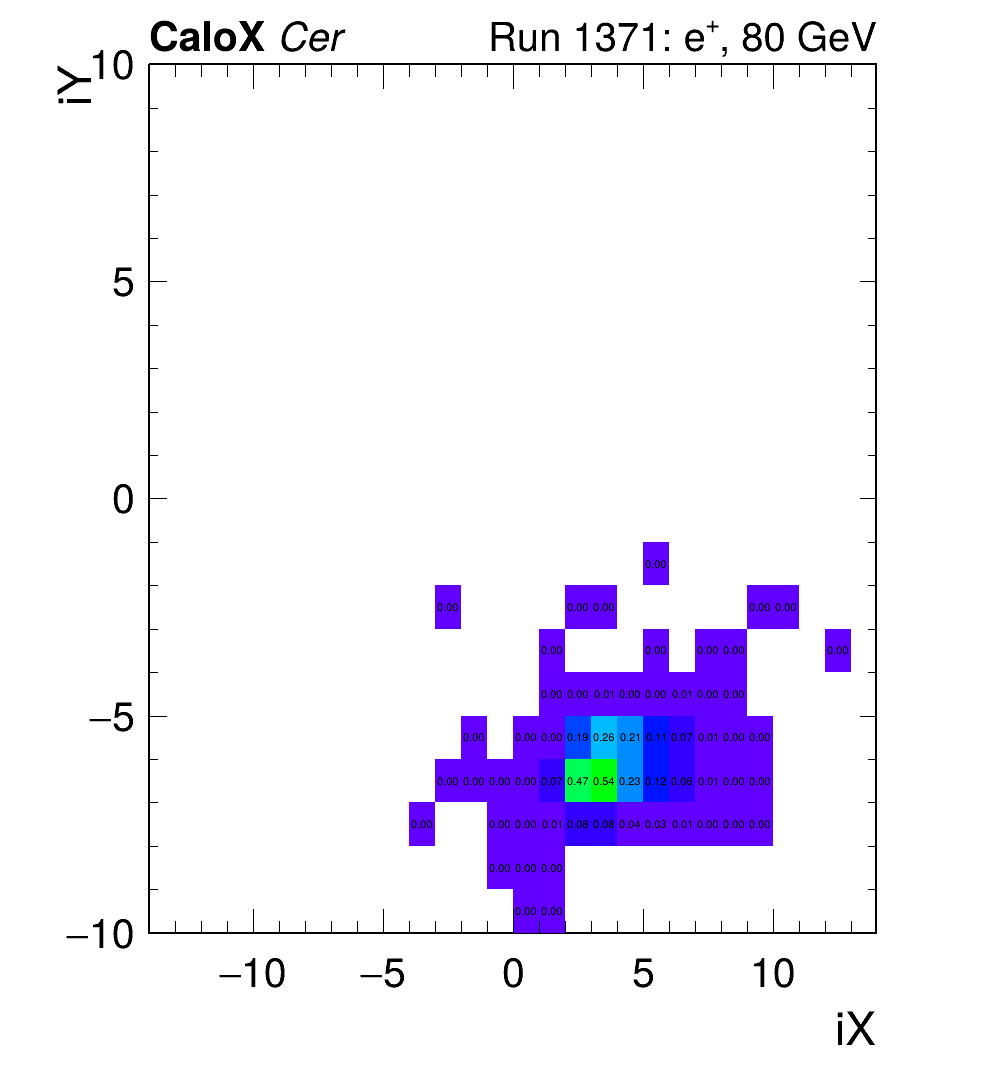 CaloX Cer Run 1371: e⁺, 80 GeV
iY
10
5
0
0.00
0.00 0.00 0.00 0.00 0.00
0.00 0.00 0.00 0.00 0.00
0.00 0.00 0.01 0.00 0.00 0.01 0.00 0.00
−5
0.00 0.00 0.00 0.19 0.26 0.21 0.11 0.07 0.01 0.00 0.00
0.00 0.00 0.00 0.00 0.07 0.47 0.54 0.23 0.12 0.08 0.01 0.00 0.00
0.00 0.00 0.00 0.01 0.08 0.08 0.04 0.03 0.01 0.00 0.00 0.00
0.00 0.00 0.00
0.00 0.00
−10
−10 −5 0 5 10
iX